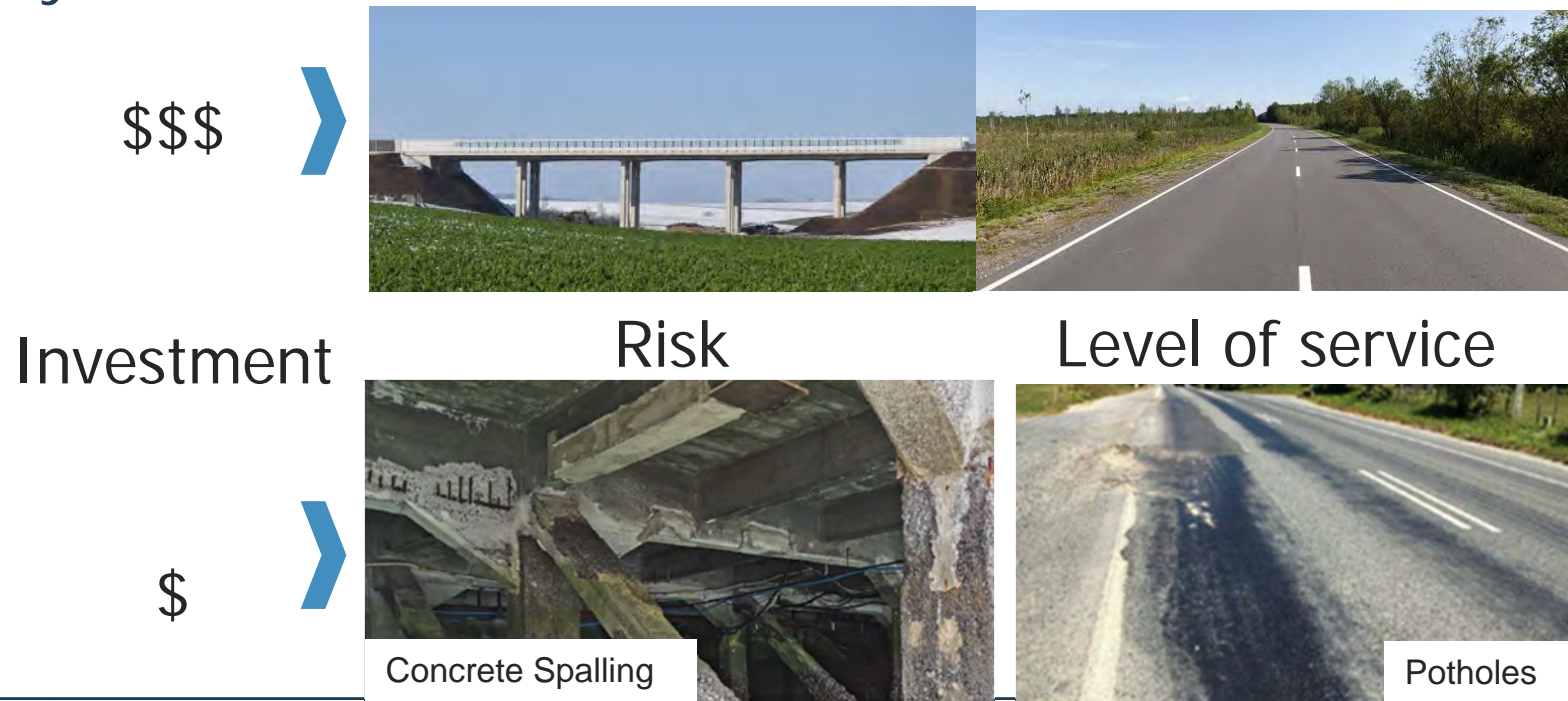 $$$
Risk
Level of service
Investment
$
Concrete Spalling
Potholes